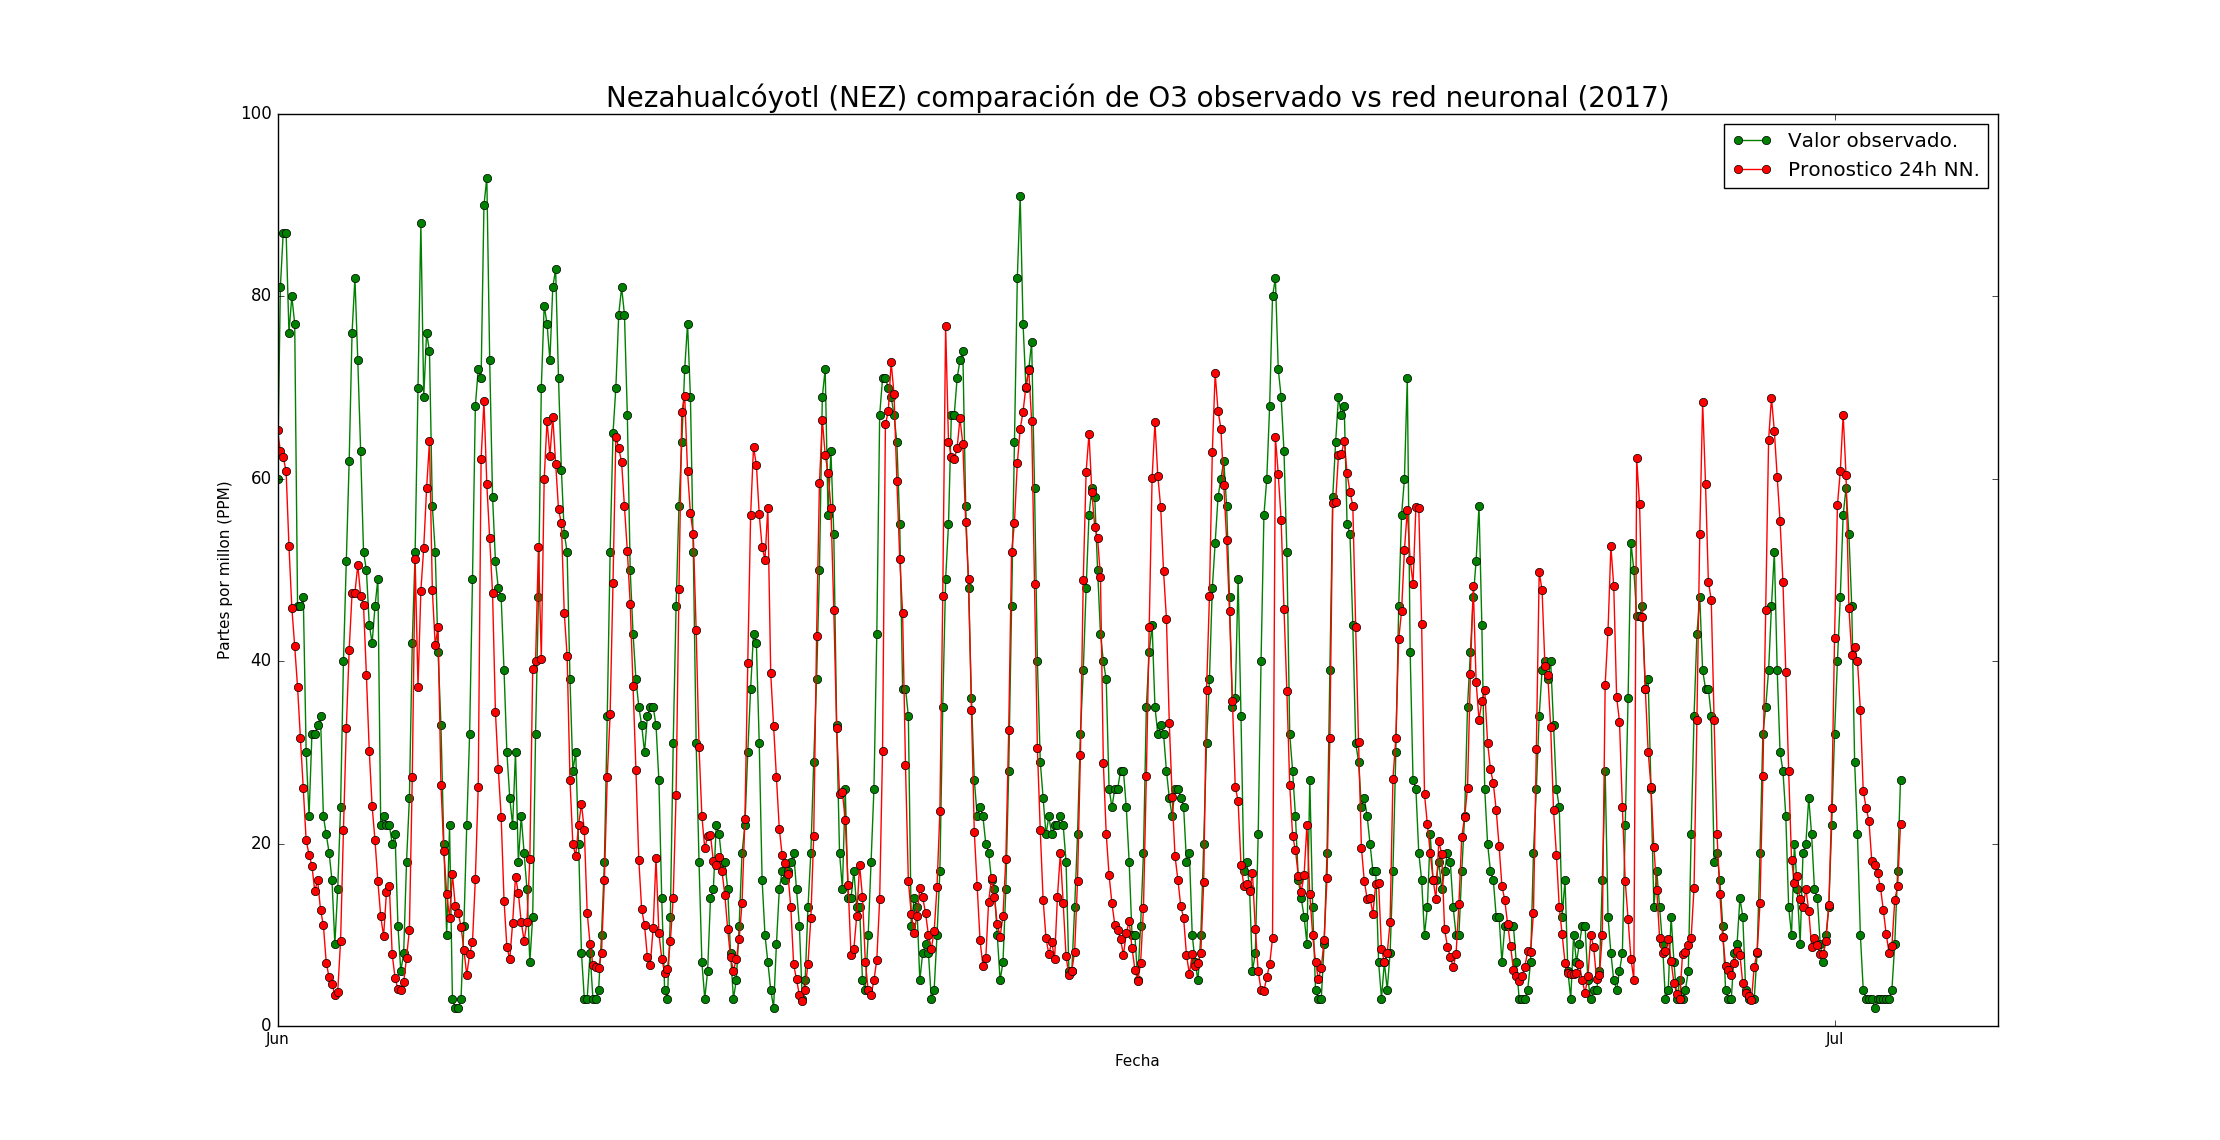 Nezahualcóyotl (NEZ) comparación de O3 observado vs red neuronal (2017)
100
80
60
40
20
0
Partes por millon (PPM)
Valor observado.
Pronostico 24h NN.
Jun
Jul
Fecha